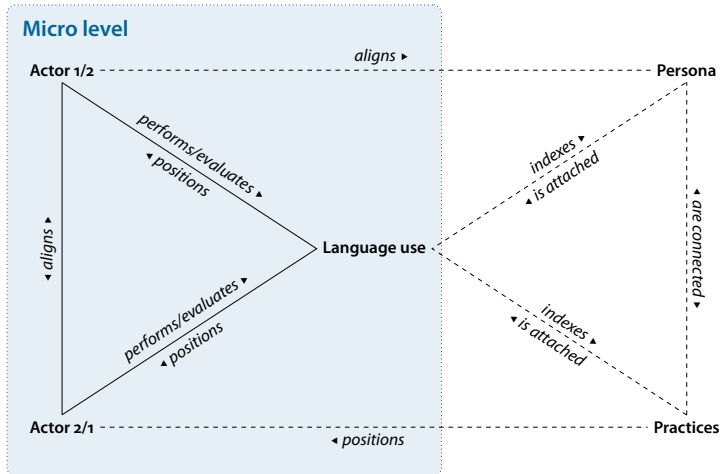 Micro level
aligns ▸
Actor 1/2
Persona
performs/evaluates ▸
◂ positions
indexes ▸
◂ is attached
◂ aligns ▸
Language use
◂ are connected ▸
performs/evaluates ▸
◂ positions
indexes ▸
◂ is attached
Actor 2/1
◂ positions
Practices